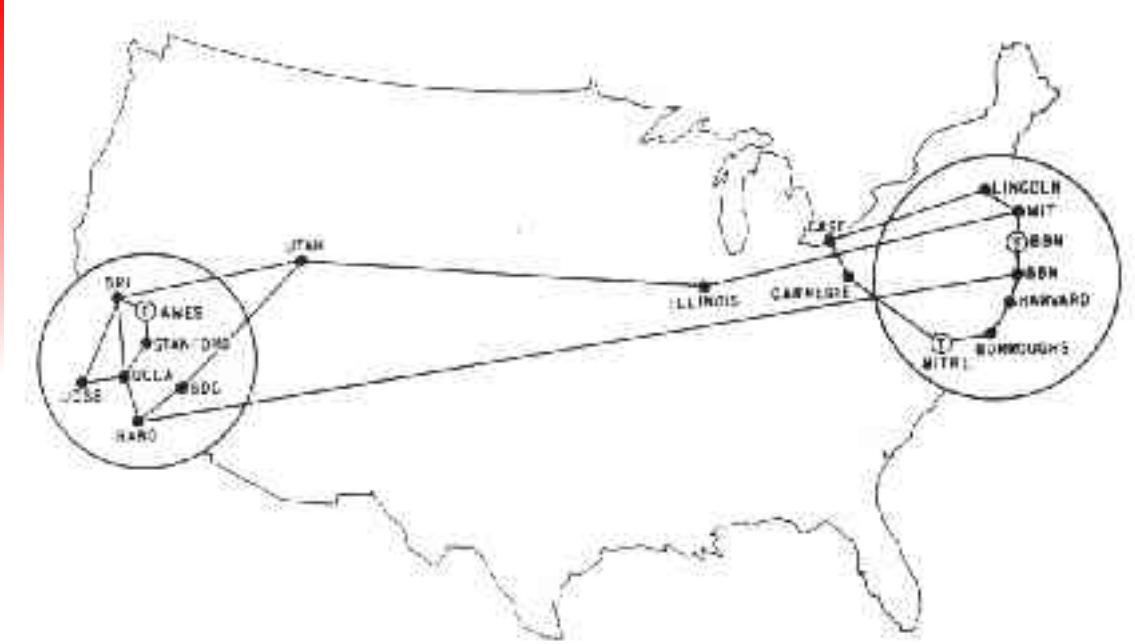 LINCOLN
MIT
CASE
UTAH
BBN
SRI
BBN
CARNEGIE
ILLINOIS
HARVARD
AMES
STANFORD
BURROUGHS
MITRE
UCLA
UCSB
SDC
RAND